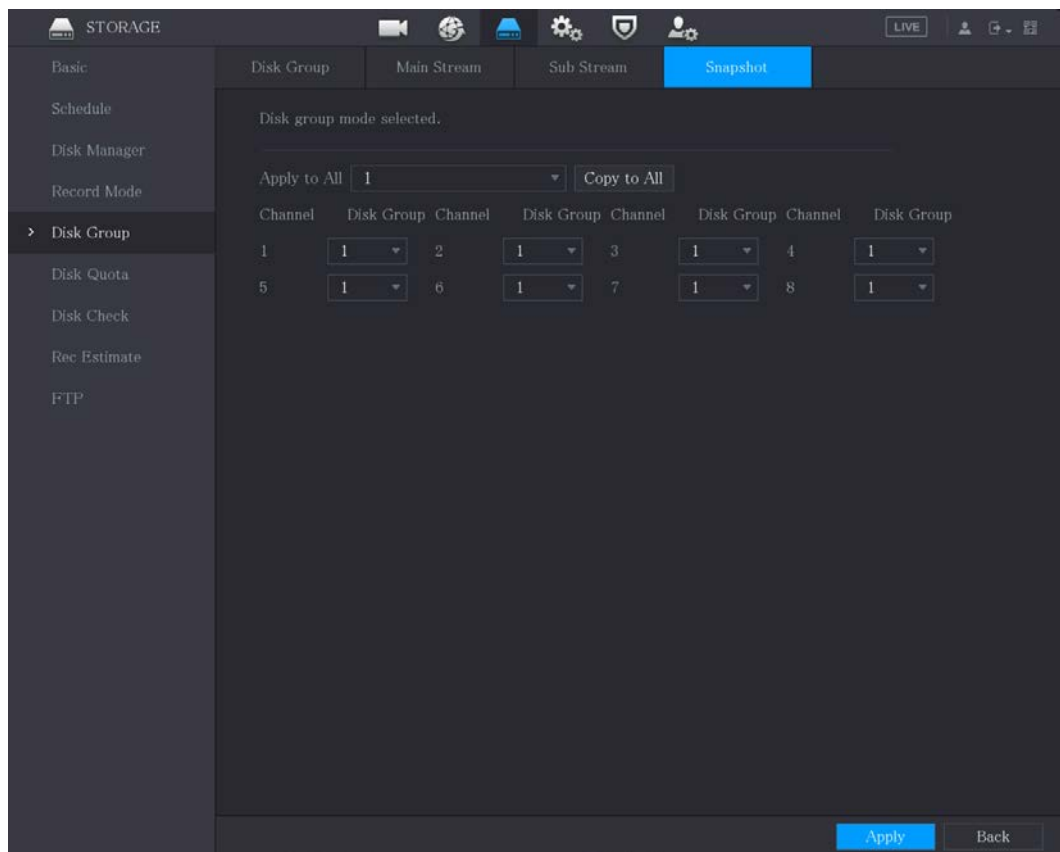 STORAGE LIVE
Basic Disk Group Main Stream Sub Stream Snapshot
Schedule
Disk group mode selected.
Disk Manager
Apply to All 1 Copy to All
Record Mode
Channel Disk Group Channel Disk Group Channel Disk Group Channel Disk Group
> Disk Group
1 1 2 1 3 1 4 1
Disk Quota
5 1 6 1 7 1 8 1
Disk Check
Rec Estimate
FTP
Apply Back